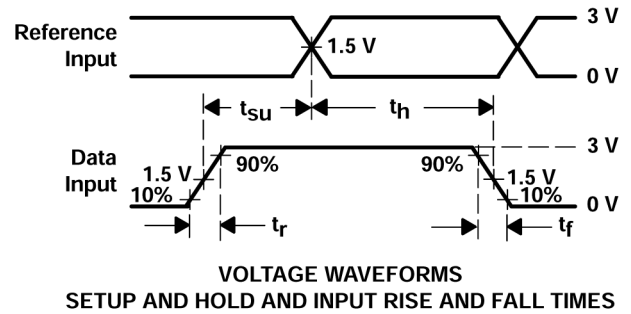 Reference
Input
3 V
1.5 V
0 V
tsu
th
Data
Input
3 V
1.5 V
90%
90%
1.5 V
10%
10%
0 V
tr
tf
VOLTAGE WAVEFORMS
SETUP AND HOLD AND INPUT RISE AND FALL TIMES